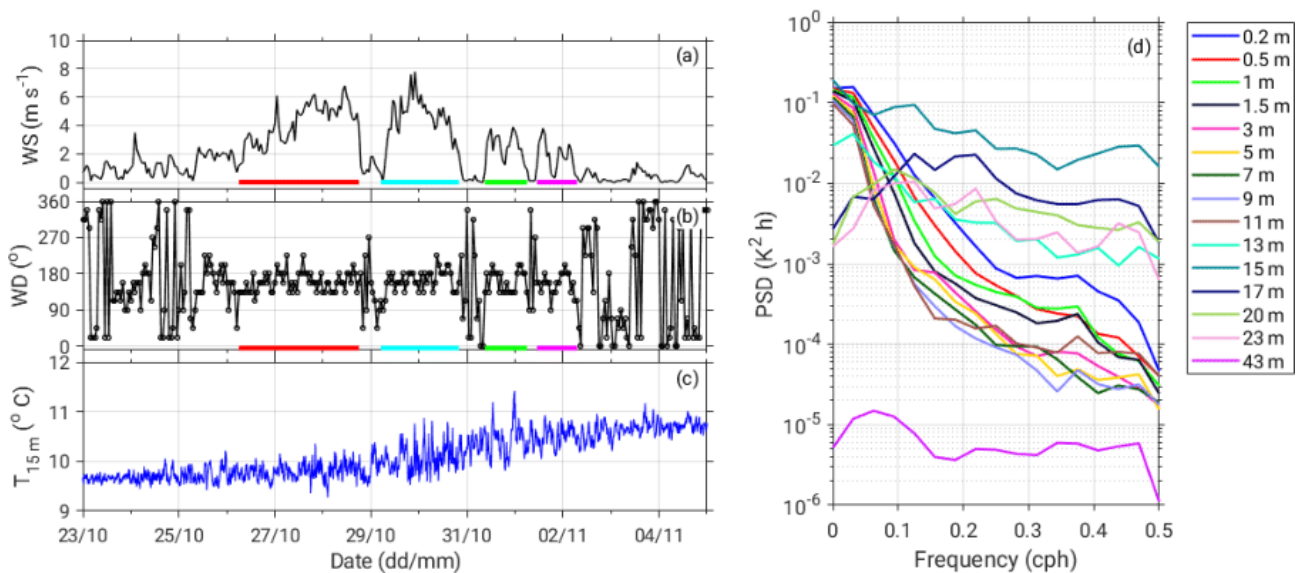 (a)
WS (m s-1)
10
8
6
4
2
0
(b)
WD (°)
360
270
180
90
0
(c)
T15 m (° C)
12
11
10
9
23/10 25/10 27/10 29/10 31/10 02/11 04/11
Date (dd/mm)
(d)
PSD (K2 h)
100
10-1
10-2
10-3
10-4
10-5
10-6
0 0.1 0.2 0.3 0.4 0.5
Frequency (cph)
0.2 m
0.5 m
1 m
1.5 m
3 m
5 m
7 m
9 m
11 m
13 m
15 m
17 m
20 m
23 m
43 m